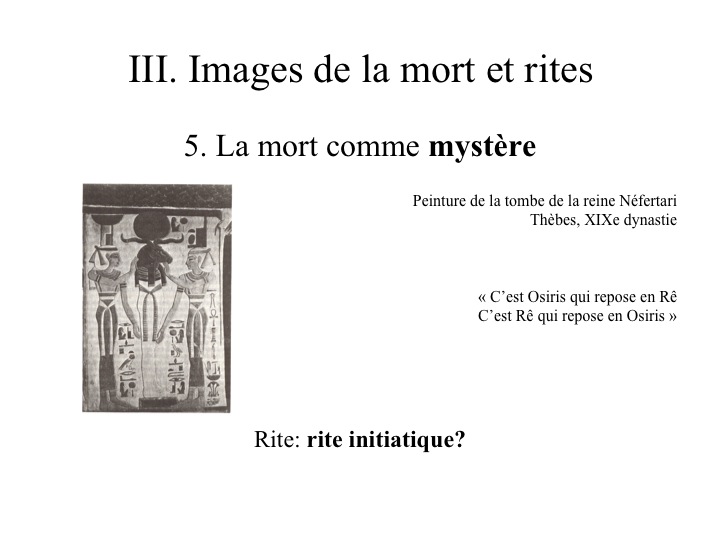 III. Images de la mort et rites
5. La mort comme mystère
Peinture de la tombe de la reine Néfertari
Thèbes, XIXe dynastie
« C’est Osiris qui repose en Rê
C’est Rê qui repose en Osiris »
Rite: rite initiatique?